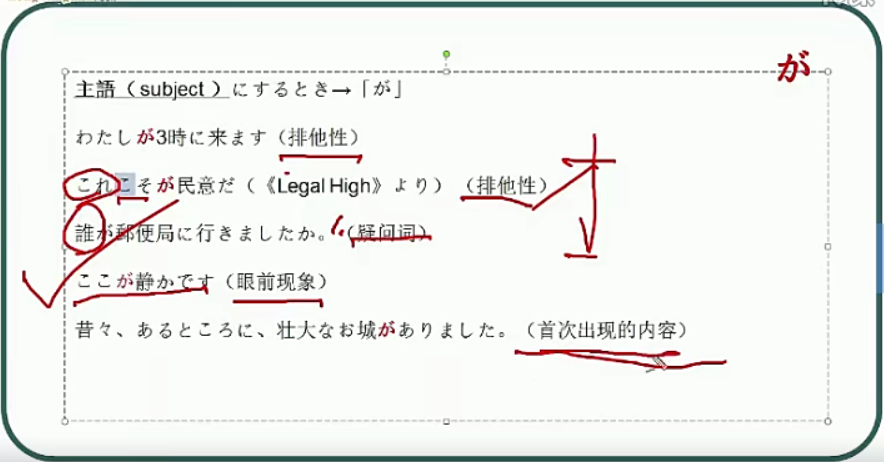 が
主語（subject）にするとき→「が」
わたしが3時に来ます（排他性）
これこそが民意だ（《Legal High》より）（排他性）
誰が郵便局に行きましたか。（疑问词）
ここが静かです（眼前现象）
昔々、あるところに、壮大なお城がありました。（首次出现的内容）